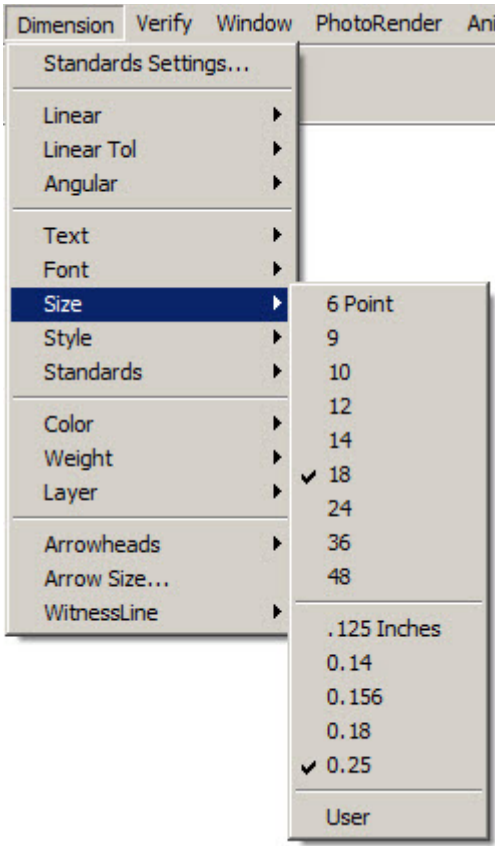 Dimension Verify Window PhotoRender Ani
Standards Settings...
Linear
Linear Tol
Angular
Text
Font
Size
Style
Standards
Color
Weight
Layer
Arrowheads
Arrow Size...
WitnessLine
6 Point
9
10
12
14
18
24
36
48
.125 Inches
0.14
0.156
0.18
0.25
User